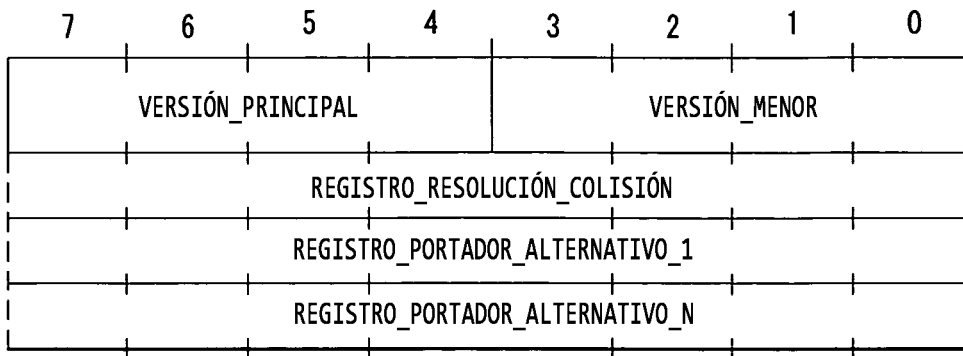 7 6 5 4 3 2 1 0
VERSIÓN_PRINCIPAL VERSIÓN_MENOR
REGISTRO_RESOLUCIÓN_COLISIÓN
REGISTRO_PORTADOR_ALTERNATIVO_1
REGISTRO_PORTADOR_ALTERNATIVO_N